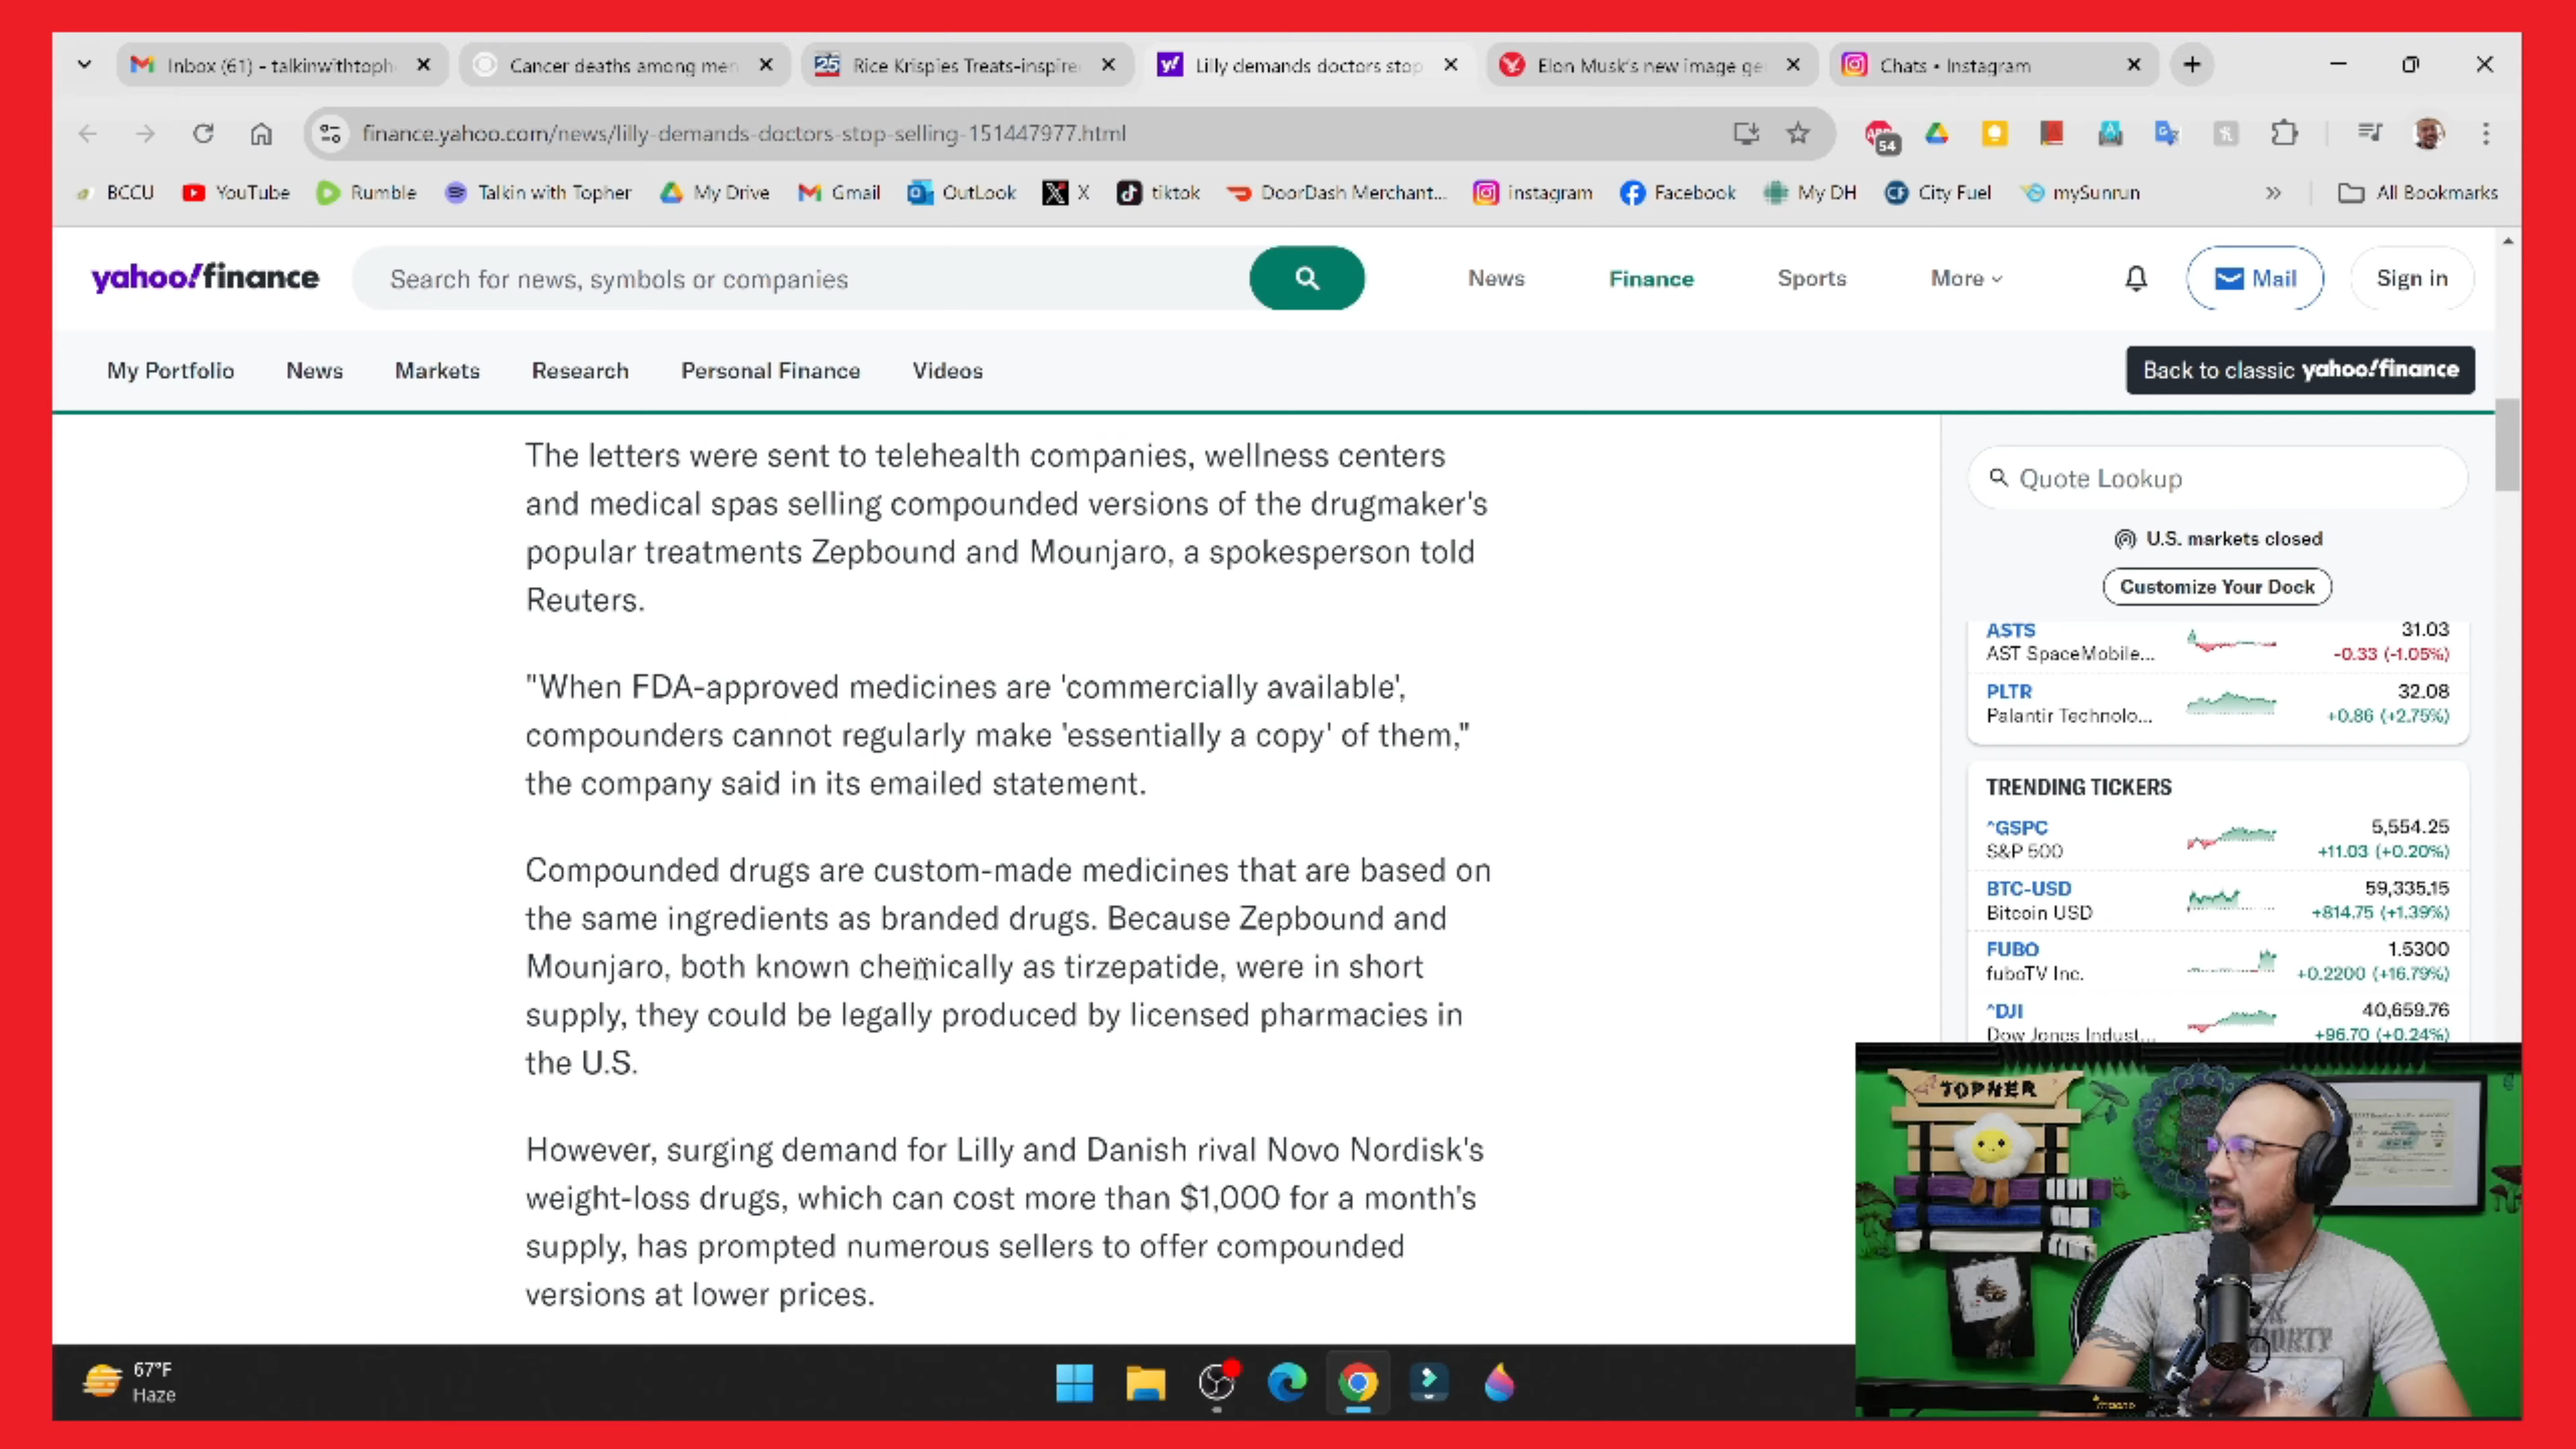 Inbox (61) - talkinwithtoph
Cancer deaths among men
Rice Krispies Treats-inspire
Lilly demands doctors stop
Elon Musk's new image ge
Chats • Instagram
finance.yahoo.com/news/lilly-demands-doctors-stop-selling-151447977.html
54
BCCU
YouTube
Rumble
Talkin with Topher
My Drive
Gmail
OutLook
X
tiktok
DoorDash Merchant...
instagram
Facebook
My DH
City Fuel
mySunrun
»
All Bookmarks
yahoo!finance
Search for news, symbols or companies
News
Finance
Sports
More
Mail
Sign in
My Portfolio
News
Markets
Research
Personal Finance
Videos
Back to classic yahoo!finance
The letters were sent to telehealth companies, wellness centers
and medical spas selling compounded versions of the drugmaker's
popular treatments Zepbound and Mounjaro, a spokesperson told
Reuters.
"When FDA-approved medicines are 'commercially available',
compounders cannot regularly make 'essentially a copy' of them,"
the company said in its emailed statement.
Compounded drugs are custom-made medicines that are based on
the same ingredients as branded drugs. Because Zepbound and
Mounjaro, both known chemically as tirzepatide, were in short
supply, they could be legally produced by licensed pharmacies in
the U.S.
However, surging demand for Lilly and Danish rival Novo Nordisk's
weight-loss drugs, which can cost more than $1,000 for a month's
supply, has prompted numerous sellers to offer compounded
versions at lower prices.
Quote Lookup
U.S. markets closed
Customize Your Dock
ASTS 31.03
AST SpaceMobile... -0.33 (-1.05%)
PLTR 32.08
Palantir Technolo... +0.86 (+2.75%)
TRENDING TICKERS
^GSPC 5,554.25
S&P 500 +11.03 (+0.20%)
BTC-USD 59,335.15
Bitcoin USD +814.75 (+1.39%)
FUBO 1.5300
fuboTV Inc. +0.2200 (+16.79%)
^DJI 40,659.76
Dow Jones Indust... +96.70 (+0.24%)
TOPHER
67°F
Haze